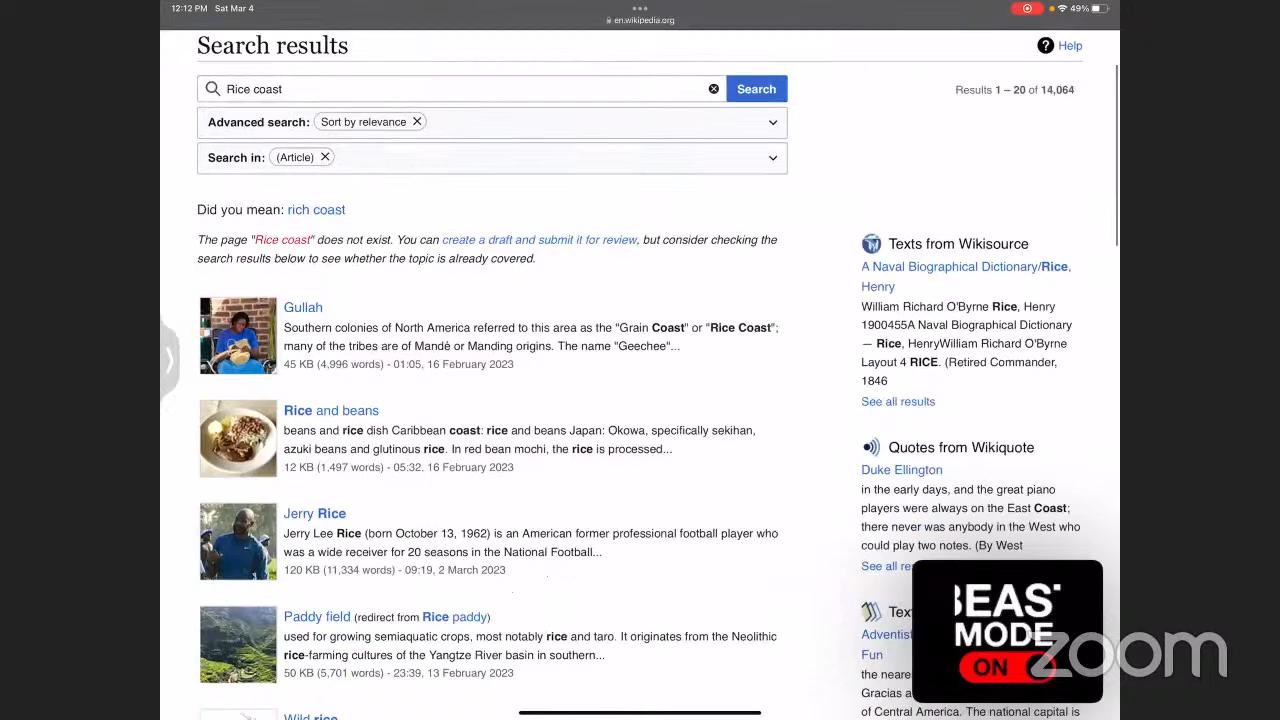 12:12 PM Sat Mar 4
en.wikipedia.org
49%
Search results
Help
Rice coast
Search
Results 1 – 20 of 14,064
Advanced search: Sort by relevance
Search in: (Article)
Did you mean: rich coast
The page "Rice coast" does not exist. You can create a draft and submit it for review, but consider checking the
search results below to see whether the topic is already covered.
Gullah
Southern colonies of North America referred to this area as the "Grain Coast" or "Rice Coast";
many of the tribes are of Mandé or Manding origins. The name "Geechee"...
45 KB (4,996 words) - 01:05, 16 February 2023
Rice and beans
beans and rice dish Caribbean coast: rice and beans Japan: Okowa, specifically sekihan,
azuki beans and glutinous rice. In red bean mochi, the rice is processed...
12 KB (1,497 words) - 05:32, 16 February 2023
Jerry Rice
Jerry Lee Rice (born October 13, 1962) is an American former professional football player who
was a wide receiver for 20 seasons in the National Football...
120 KB (11,334 words) - 09:19, 2 March 2023
Paddy field (redirect from Rice paddy)
used for growing semiaquatic crops, most notably rice and taro. It originates from the Neolithic
rice-farming cultures of the Yangtze River basin in southern...
50 KB (5,701 words) - 23:39, 13 February 2023
Wild rice
Texts from Wikisource
A Naval Biographical Dictionary/Rice,
Henry
William Richard O'Byrne Rice, Henry
1900455A Naval Biographical Dictionary
— Rice, HenryWilliam Richard O'Byrne
Layout 4 RICE. (Retired Commander,
1846
See all results
Quotes from Wikiquote
Duke Ellington
in the early days, and the great piano
players were always on the East Coast;
there never was anybody in the West who
could play two notes. (By West
See all re
Tex
Adventist
Fun
the neares
Gracias a
of Central America. The national capital is
BEAST
MODE
ON
zoom